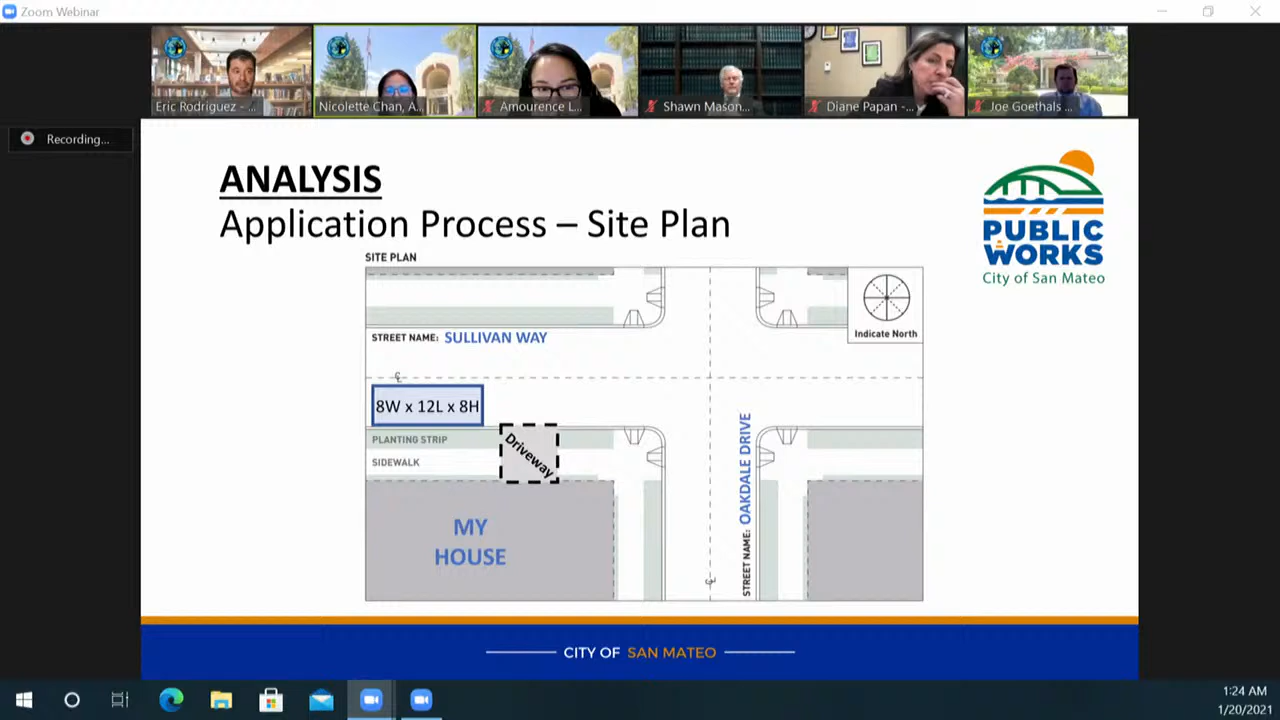 Zoom Webinar
Eric Rodriguez - ...
Nicolette Chan, A...
Amourence L...
Shawn Mason...
Diane Papan -...
Joe Goethals ...
Recording...
ANALYSIS
Application Process – Site Plan
PUBLIC
WORKS
City of San Mateo
SITE PLAN
STREET NAME: SULLIVAN WAY
Indicate North
8W x 12L x 8H
PLANTING STRIP
SIDEWALK
Driveway
MY
HOUSE
STREET NAME: OAKDALE DRIVE
CITY OF SAN MATEO
1:24 AM
1/20/2021